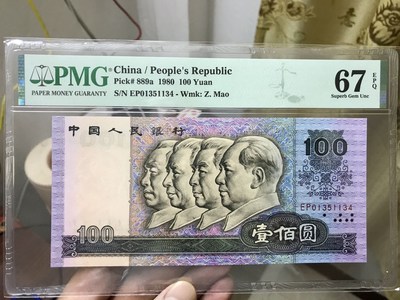 PMG
PAPER MONEY GUARANTY
China / People's Republic
Pick# 889a 1980 100 Yuan
S/N EP01351134 - Wmk: Z. Mao
67 EPQ
Superb Gem Unc
中国人民银行
100
EP01351134
100
壹佰圆